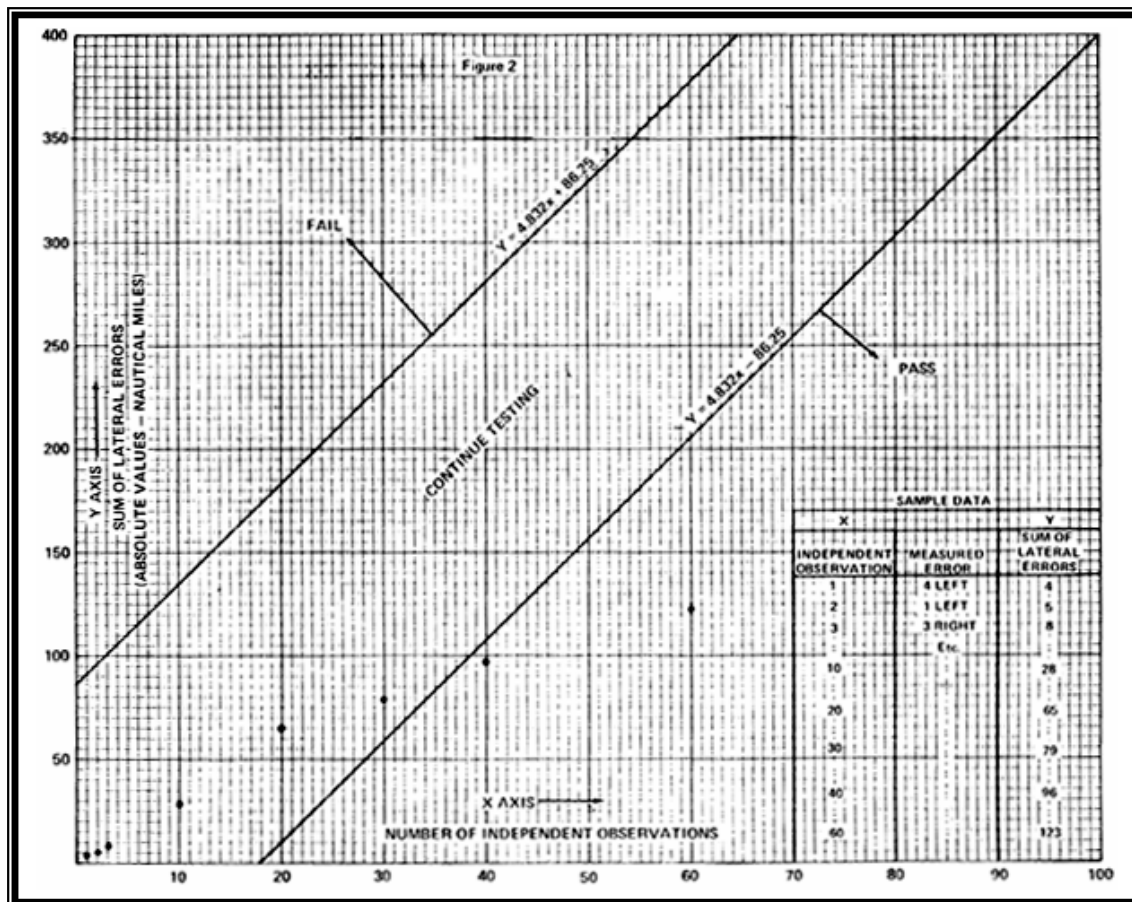 400
Figure 2
350
Y = 4.832x +
FAIL
300
250
Y = 4.832x − 86.25
PASS
200
CONTINUE TESTING
Y AXIS
SUM OF LATERAL ERRORS
(ABSOLUTE VALUES – NAUTICAL MILES)
150
100
50
SAMPLE DATA
X Y
INDEPENDENT OBSERVATION MEASURED ERROR SUM OF LATERAL ERRORS
1 4 LEFT 4
2 1 LEFT 5
3 3 RIGHT 8
Etc.
10 28
20 65
30 79
40 96
60 123
X AXIS
NUMBER OF INDEPENDENT OBSERVATIONS
10 20 30 40 50 60 70 80 90 100